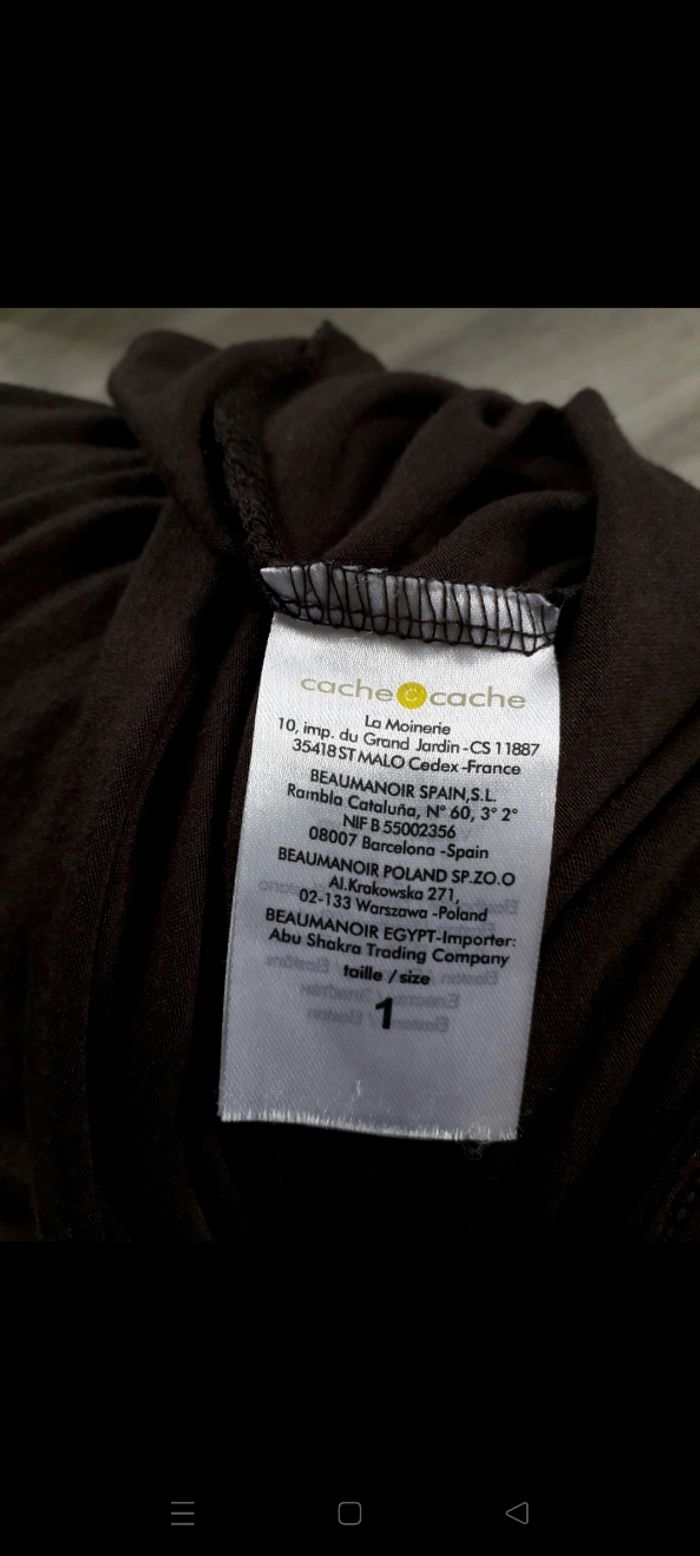 cache c cache
La Moinerie
10, imp. du Grand Jardin-CS 11887
35418 ST MALO Cedex-France
BEAUMANOIR SPAIN,S.L.
Rambla Cataluña, N° 60, 3° 2°
NIF B 55002356
08007 Barcelona -Spain
BEAUMANOIR POLAND SP.ZO.O
Al.Krakowska 271,
02-133 Warszawa -Poland
BEAUMANOIR EGYPT-Importer:
Abu Shakra Trading Company
taille / size
1